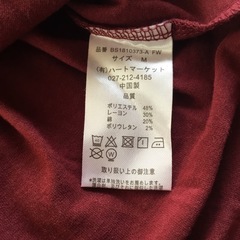 品番 BS1810373-A FW
サイズ M
(有)ハートマーケット
027-212-4185
中国製
品質
ポリエステル 48%
レーヨン 30%
綿 20%
ポリウレタン 2%
取り扱い上の御注意